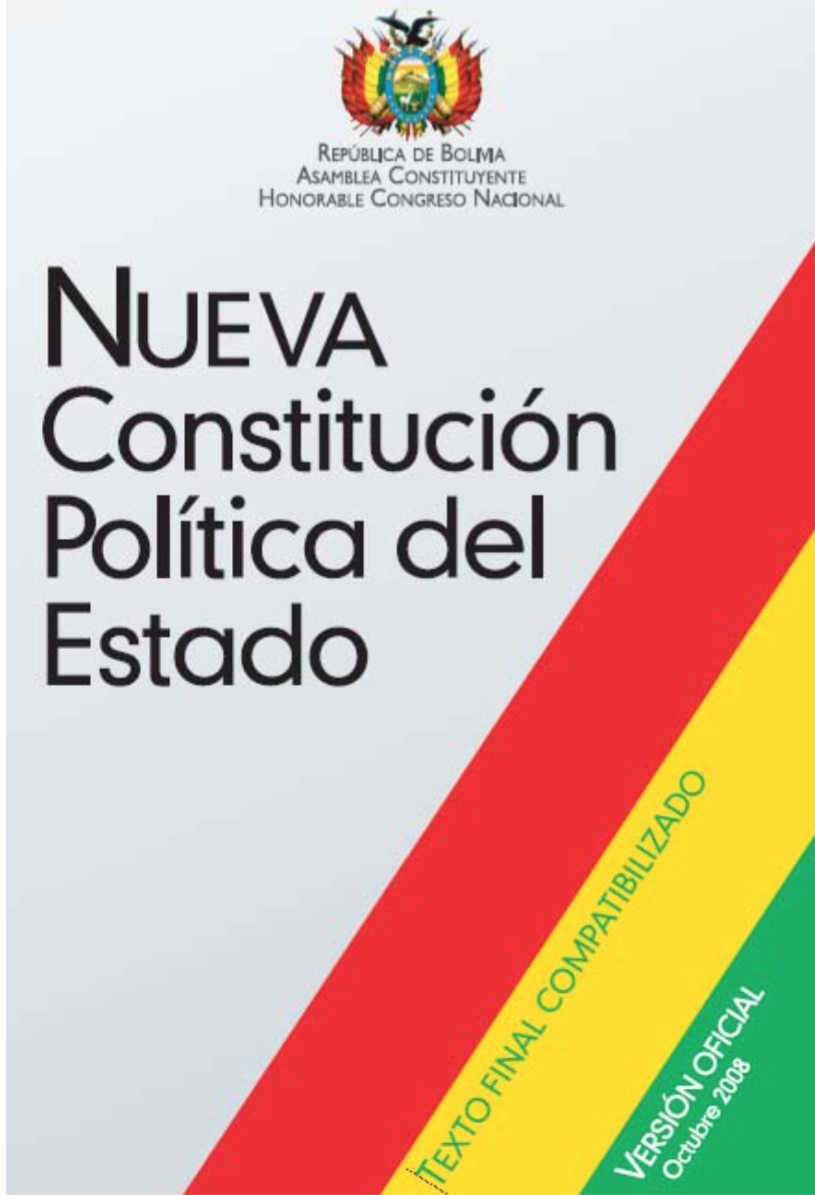 REPÚBLICA DE BOLIVIA
ASAMBLEA CONSTITUYENTE
HONORABLE CONGRESO NACIONAL
NUEVA
Constitución
Política del
Estado
TEXTO FINAL COMPATIBILIZADO
VERSIÓN OFICIAL
Octubre 2008